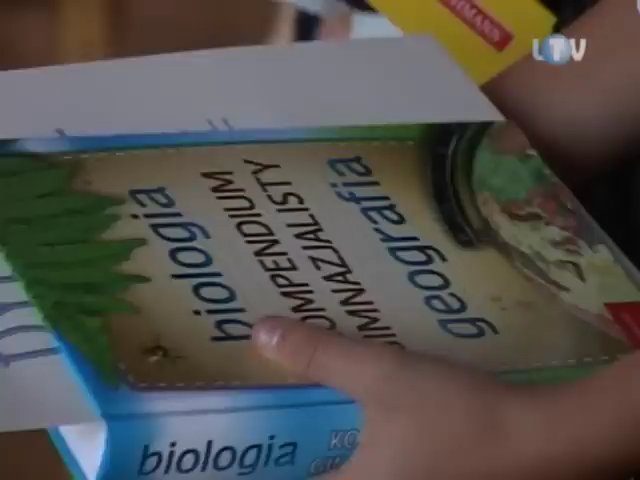 LTV
biologia
KOMPENDIUM
GIMNAZJALISTY
geografia
biologia